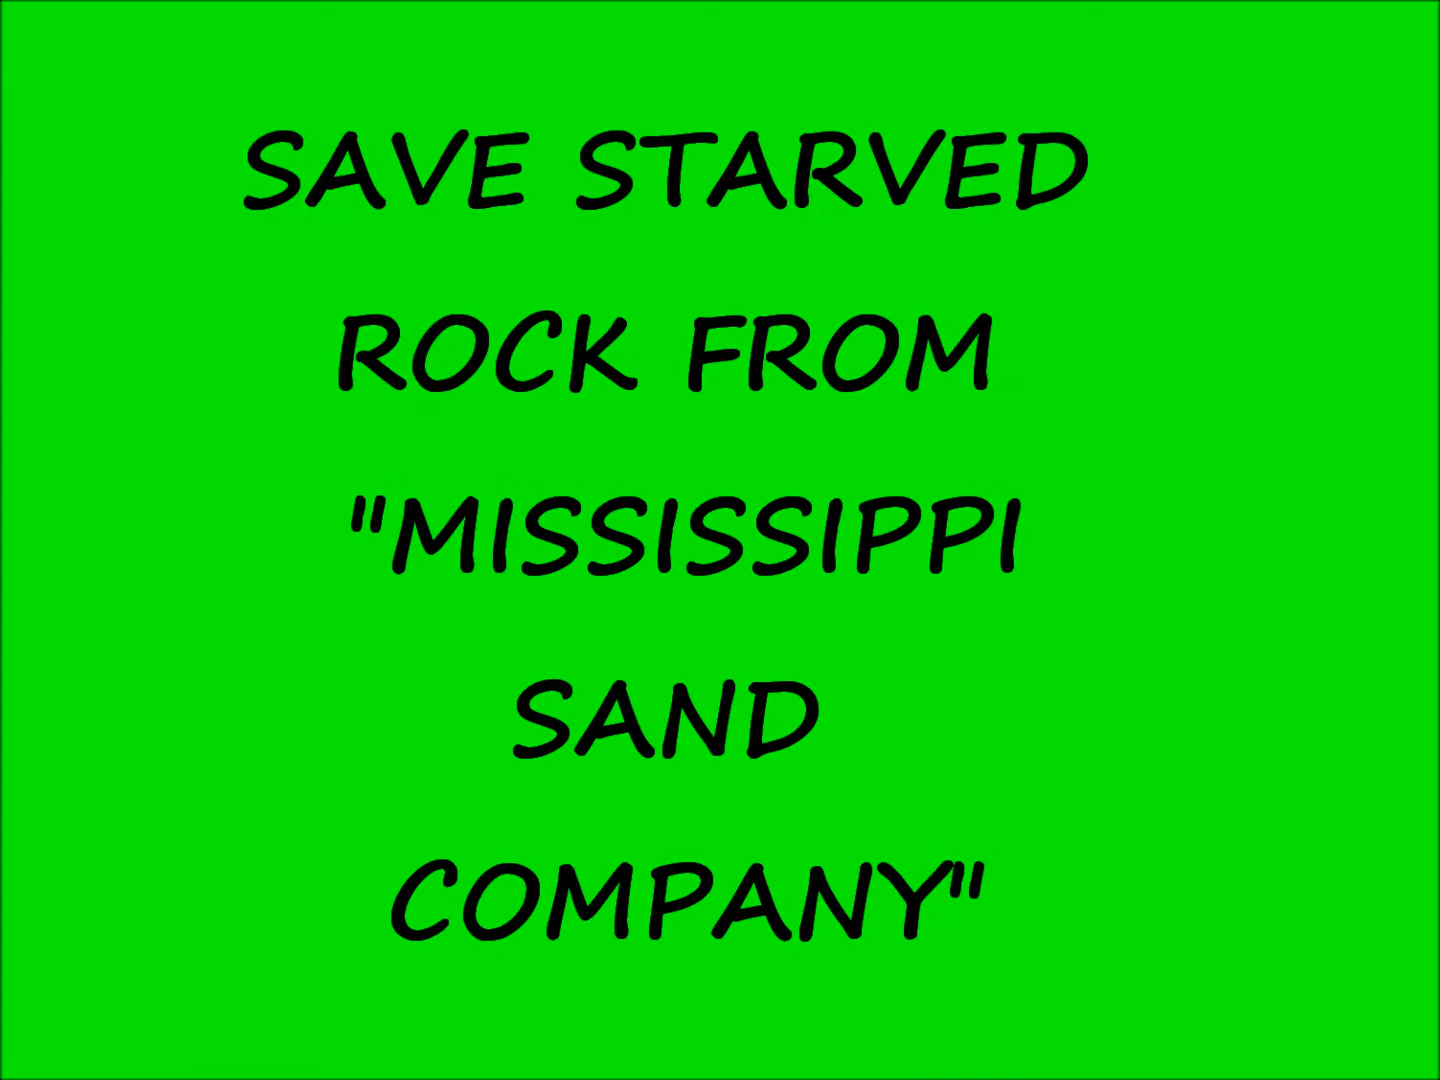 SAVE STARVED
ROCK FROM
"MISSISSIPPI
SAND
COMPANY"